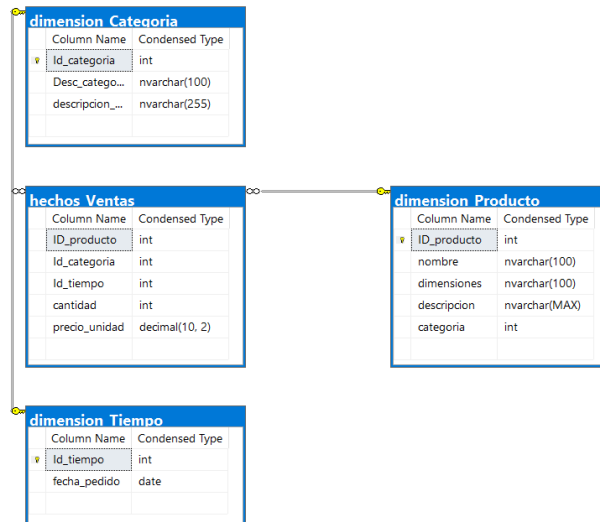 dimension_Categoria
Column Name Condensed Type
Id_categoria int
Desc_catego... nvarchar(100)
descripcion_... nvarchar(255)
hechos_Ventas
Column Name Condensed Type
ID_producto int
Id_categoria int
Id_tiempo int
cantidad int
precio_unidad decimal(10, 2)
dimension_Producto
Column Name Condensed Type
ID_producto int
nombre nvarchar(100)
dimensiones nvarchar(100)
descripcion nvarchar(MAX)
categoria int
dimension_Tiempo
Column Name Condensed Type
Id_tiempo int
fecha_pedido date